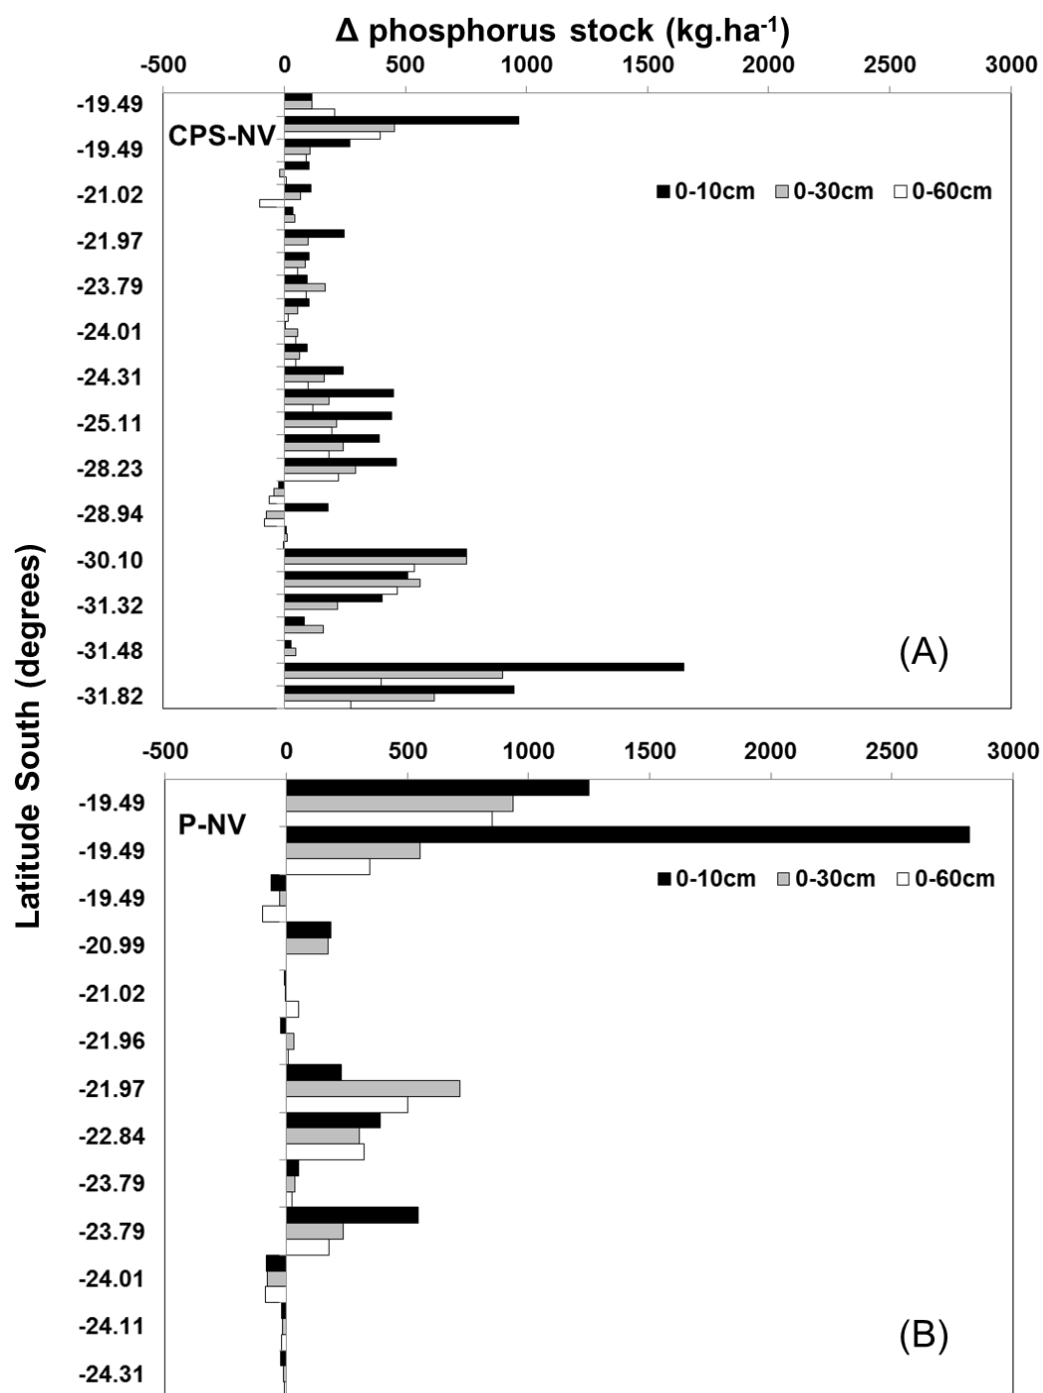 Δ phosphorus stock (kg.ha-1)
-500 0 500 1000 1500 2000 2500 3000
-19.49
CPS-NV
-19.49
0-10cm 0-30cm 0-60cm
-21.02
-21.97
-23.79
-24.01
-24.31
-25.11
-28.23
-28.94
-30.10
-31.32
-31.48
(A)
-31.82
Latitude South (degrees)
-500 0 500 1000 1500 2000 2500 3000
-19.49
P-NV
-19.49
0-10cm 0-30cm 0-60cm
-19.49
-20.99
-21.02
-21.96
-21.97
-22.84
-23.79
-23.79
-24.01
-24.11
(B)
-24.31